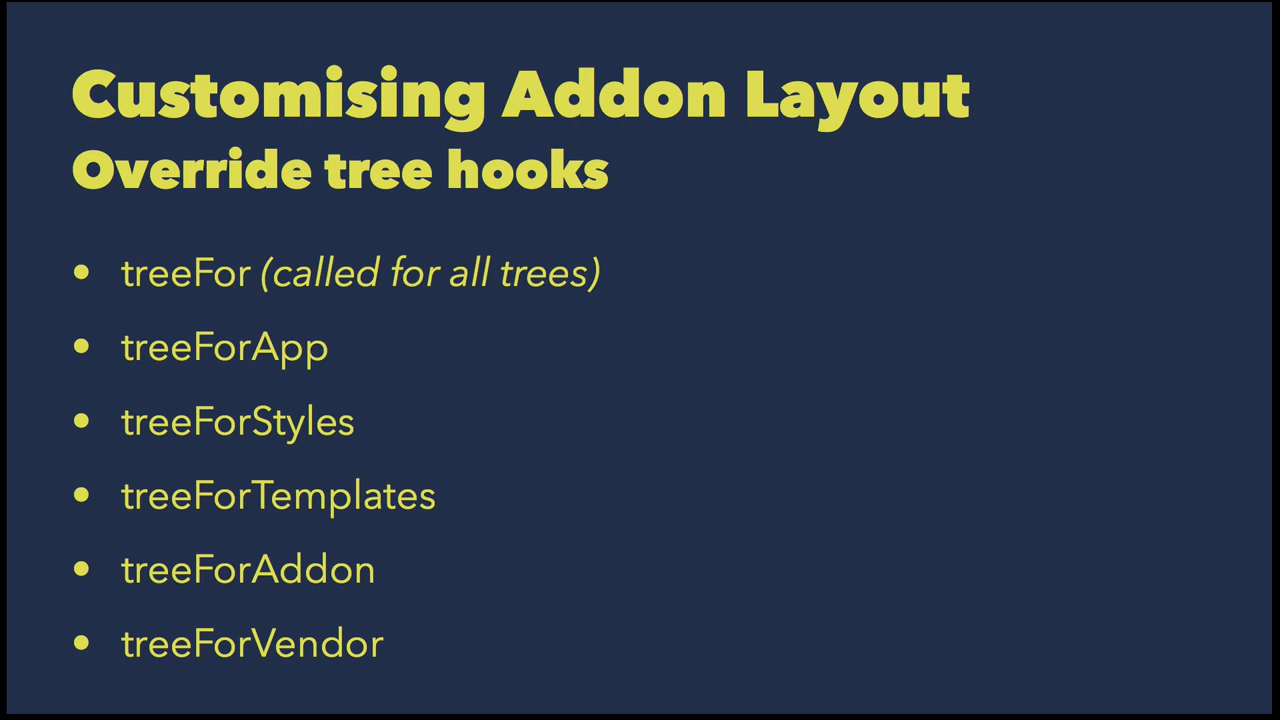 Customising Addon Layout
Override tree hooks
• treeFor (called for all trees)
• treeForApp
• treeForStyles
• treeForTemplates
• treeForAddon
• treeForVendor